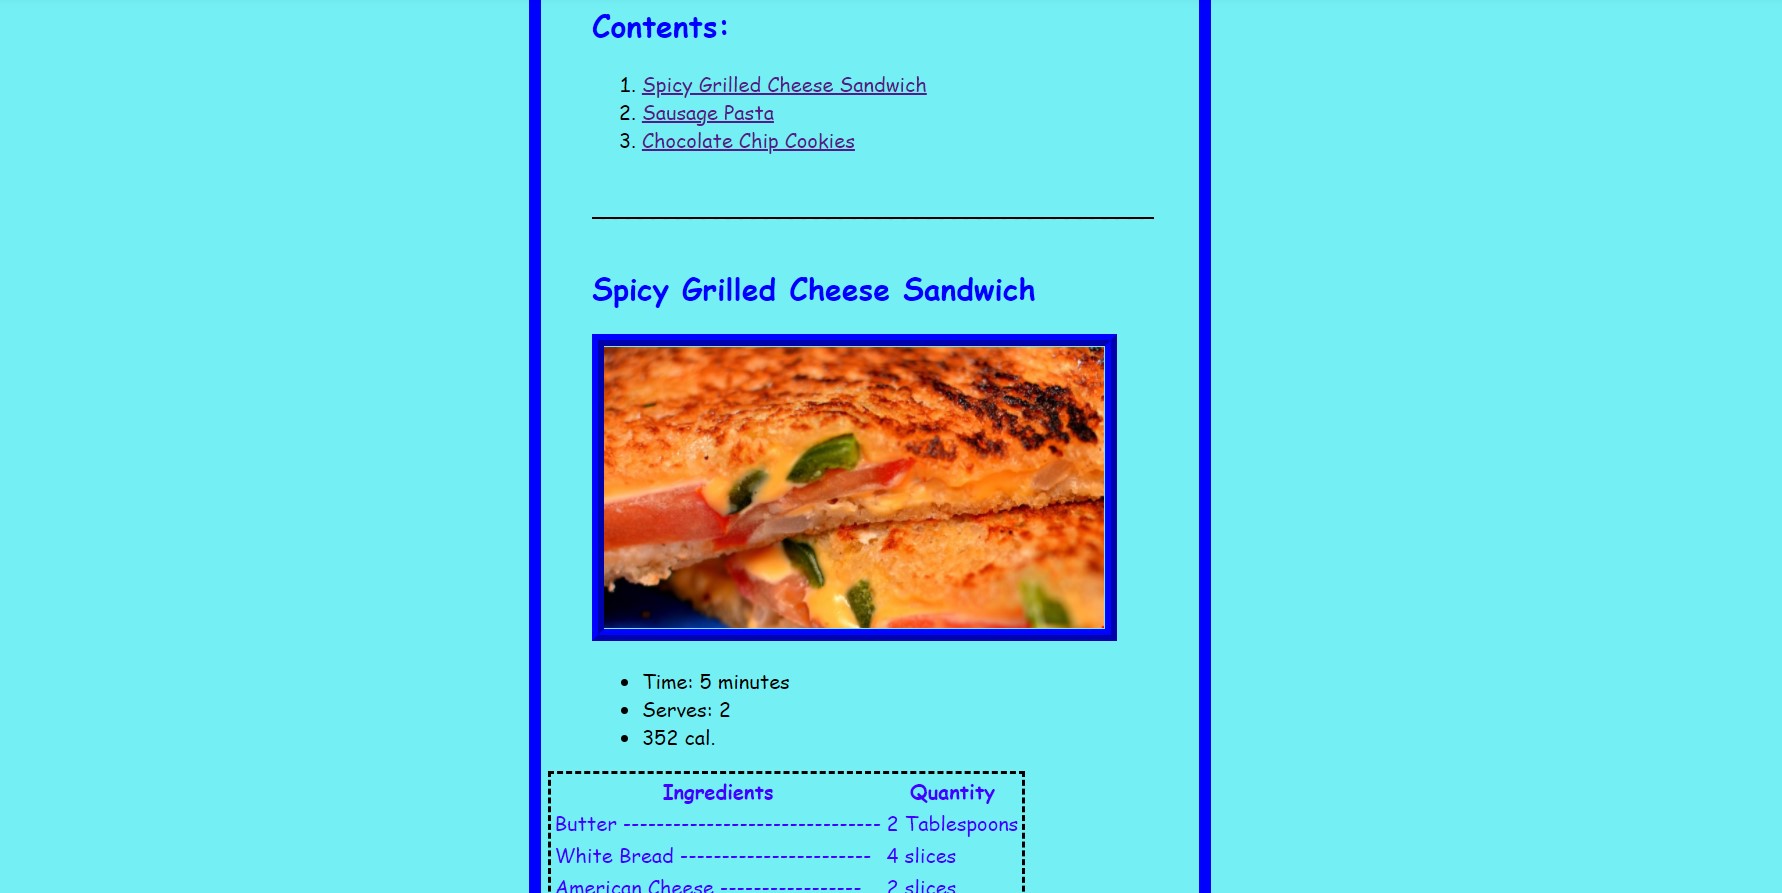 Contents:
1. Spicy Grilled Cheese Sandwich
2. Sausage Pasta
3. Chocolate Chip Cookies
Spicy Grilled Cheese Sandwich
• Time: 5 minutes
• Serves: 2
• 352 cal.
Ingredients Quantity
Butter ------------------------------- 2 Tablespoons
White Bread ----------------------- 4 slices
American Cheese ----------------- 2 slices